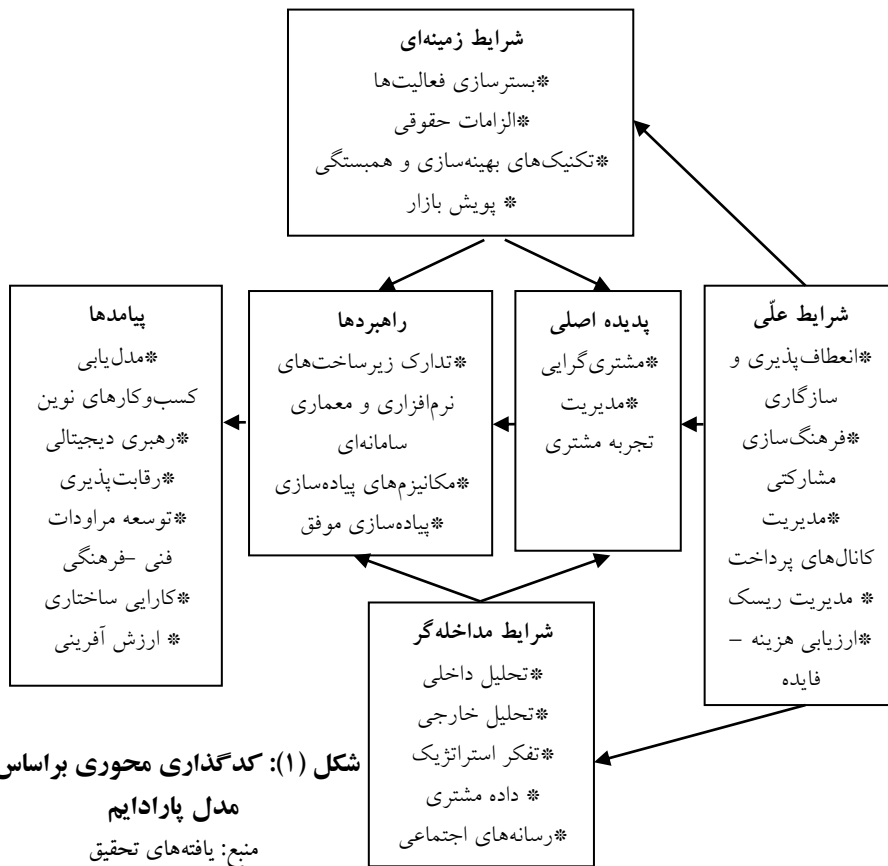 شرایط زمینه‌ای
*بسترسازی فعالیت‌ها
*الزامات حقوقی
*تکنیک‌های بهینه‌سازی و همبستگی
* پویش بازار
شرایط علّی
*انعطاف‌پذیری و
سازگاری
*فرهنگ‌سازی
مشارکتی
*مدیریت
کانال‌های پرداخت
* مدیریت ریسک
*ارزیابی هزینه –
فایده
پدیده اصلی
*مشتری‌گرایی
*مدیریت
تجربه مشتری
راهبردها
*تدارک زیرساخت‌های
نرم‌افزاری و معماری
سامانه‌ای
*مکانیزم‌های پیاده‌سازی
*پیاده‌سازی موفق
پیامدها
*مدل‌یابی
کسب‌وکارهای نوین
*رهبری دیجیتالی
*رقابت‌پذیری
*توسعه مراودات
فنی –فرهنگی
*کارایی ساختاری
* ارزش آفرینی
شرایط مداخله‌گر
*تحلیل داخلی
*تحلیل خارجی
*تفکر استراتژیک
* داده مشتری
*رسانه‌های اجتماعی
شکل (۱): کدگذاری محوری براساس
مدل پارادایم
منبع: یافته‌های تحقیق